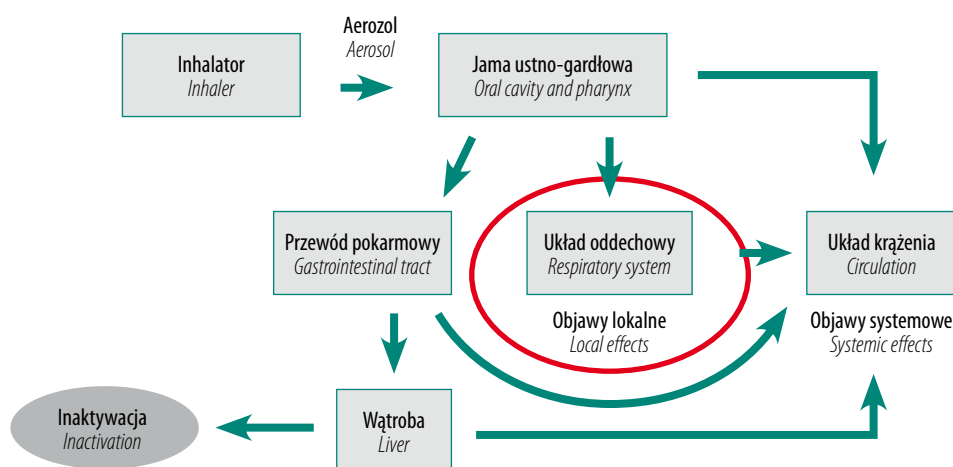 Aerozol
Aerosol
Inhalator
Inhaler
Jama ustno-gardłowa
Oral cavity and pharynx
Przewód pokarmowy
Gastrointestinal tract
Układ oddechowy
Respiratory system
Układ krążenia
Circulation
Objawy lokalne
Local effects
Objawy systemowe
Systemic effects
Inaktywacja
Inactivation
Wątroba
Liver